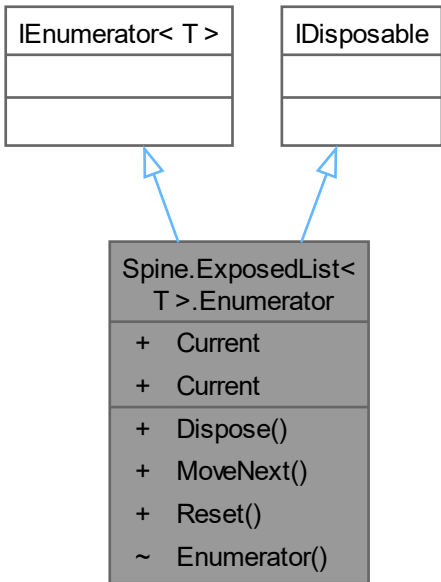 IEnumerator< T >
IDisposable
Spine.ExposedList<
T >.Enumerator
+ Current
+ Current
+ Dispose()
+ MoveNext()
+ Reset()
~ Enumerator()